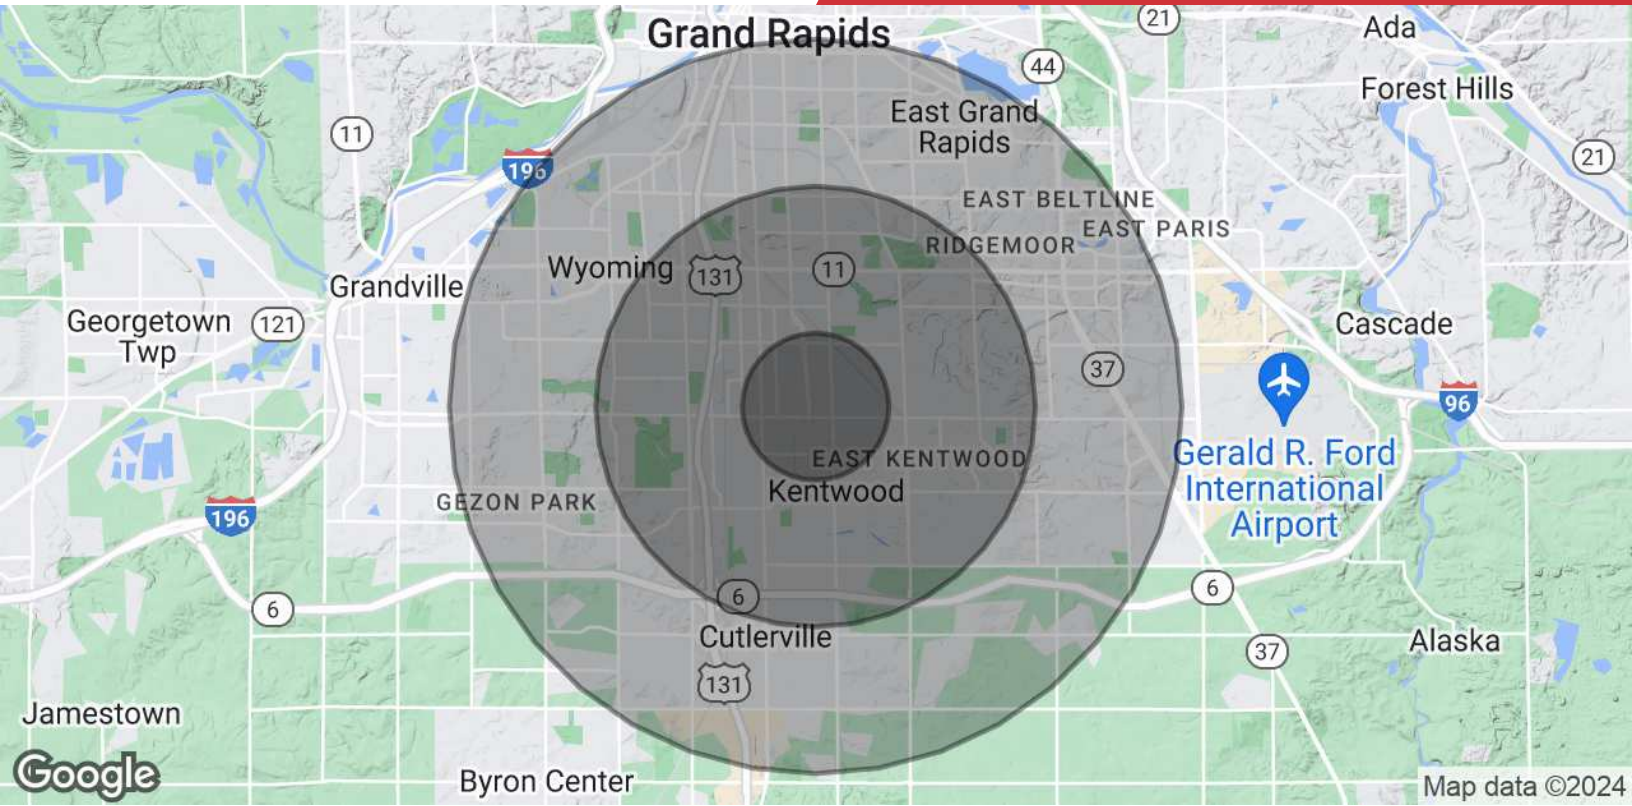 21
Grand Rapids
Ada
44
Forest Hills
East Grand
Rapids
11
21
196
EAST BELTLINE
EAST PARIS
RIDGEMOOR
Wyoming
131
11
Grandville
Georgetown
Twp
121
Cascade
37
96
Gerald R. Ford
International
Airport
EAST KENTWOOD
Kentwood
GEZON PARK
196
6
6
6
Cutlerville
Alaska
37
131
Jamestown
Google
Byron Center
Map data ©2024